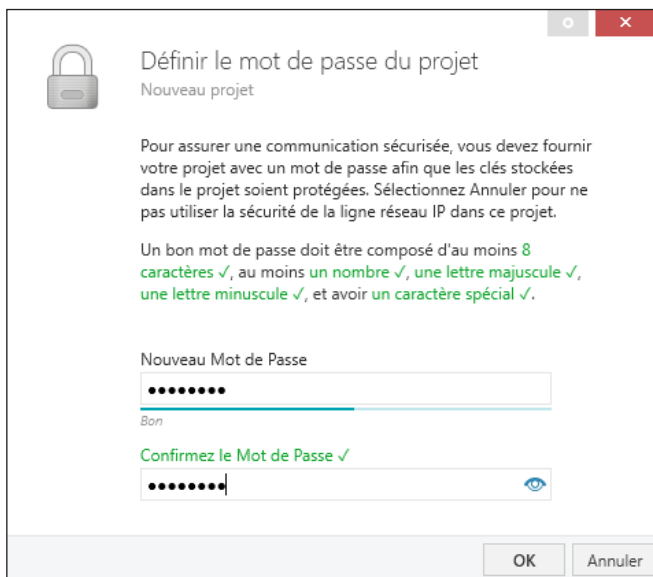 Définir le mot de passe du projet
Nouveau projet
Pour assurer une communication sécurisée, vous devez fournir
votre projet avec un mot de passe afin que les clés stockées
dans le projet soient protégées. Sélectionnez Annuler pour ne
pas utiliser la sécurité de la ligne réseau IP dans ce projet.
Un bon mot de passe doit être composé d'au moins 8
caractères ✓, au moins un nombre ✓, une lettre majuscule ✓,
une lettre minuscule ✓, et avoir un caractère spécial ✓.
Nouveau Mot de Passe
••••••••
Bon
Confirmez le Mot de Passe ✓
••••••••
OK Annuler